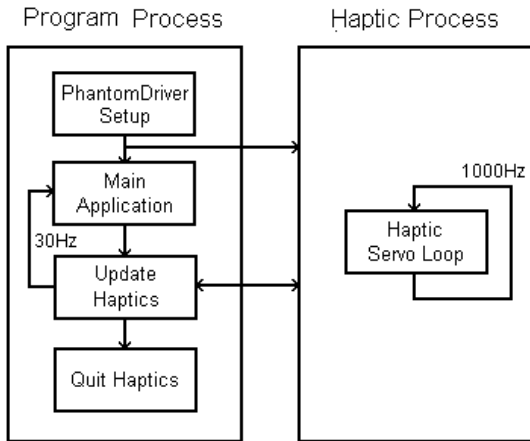 Program Process
Haptic Process
PhantomDriver
Setup
Main
Application
30Hz
Update
Haptics
Quit Haptics
1000Hz
Haptic
Servo Loop